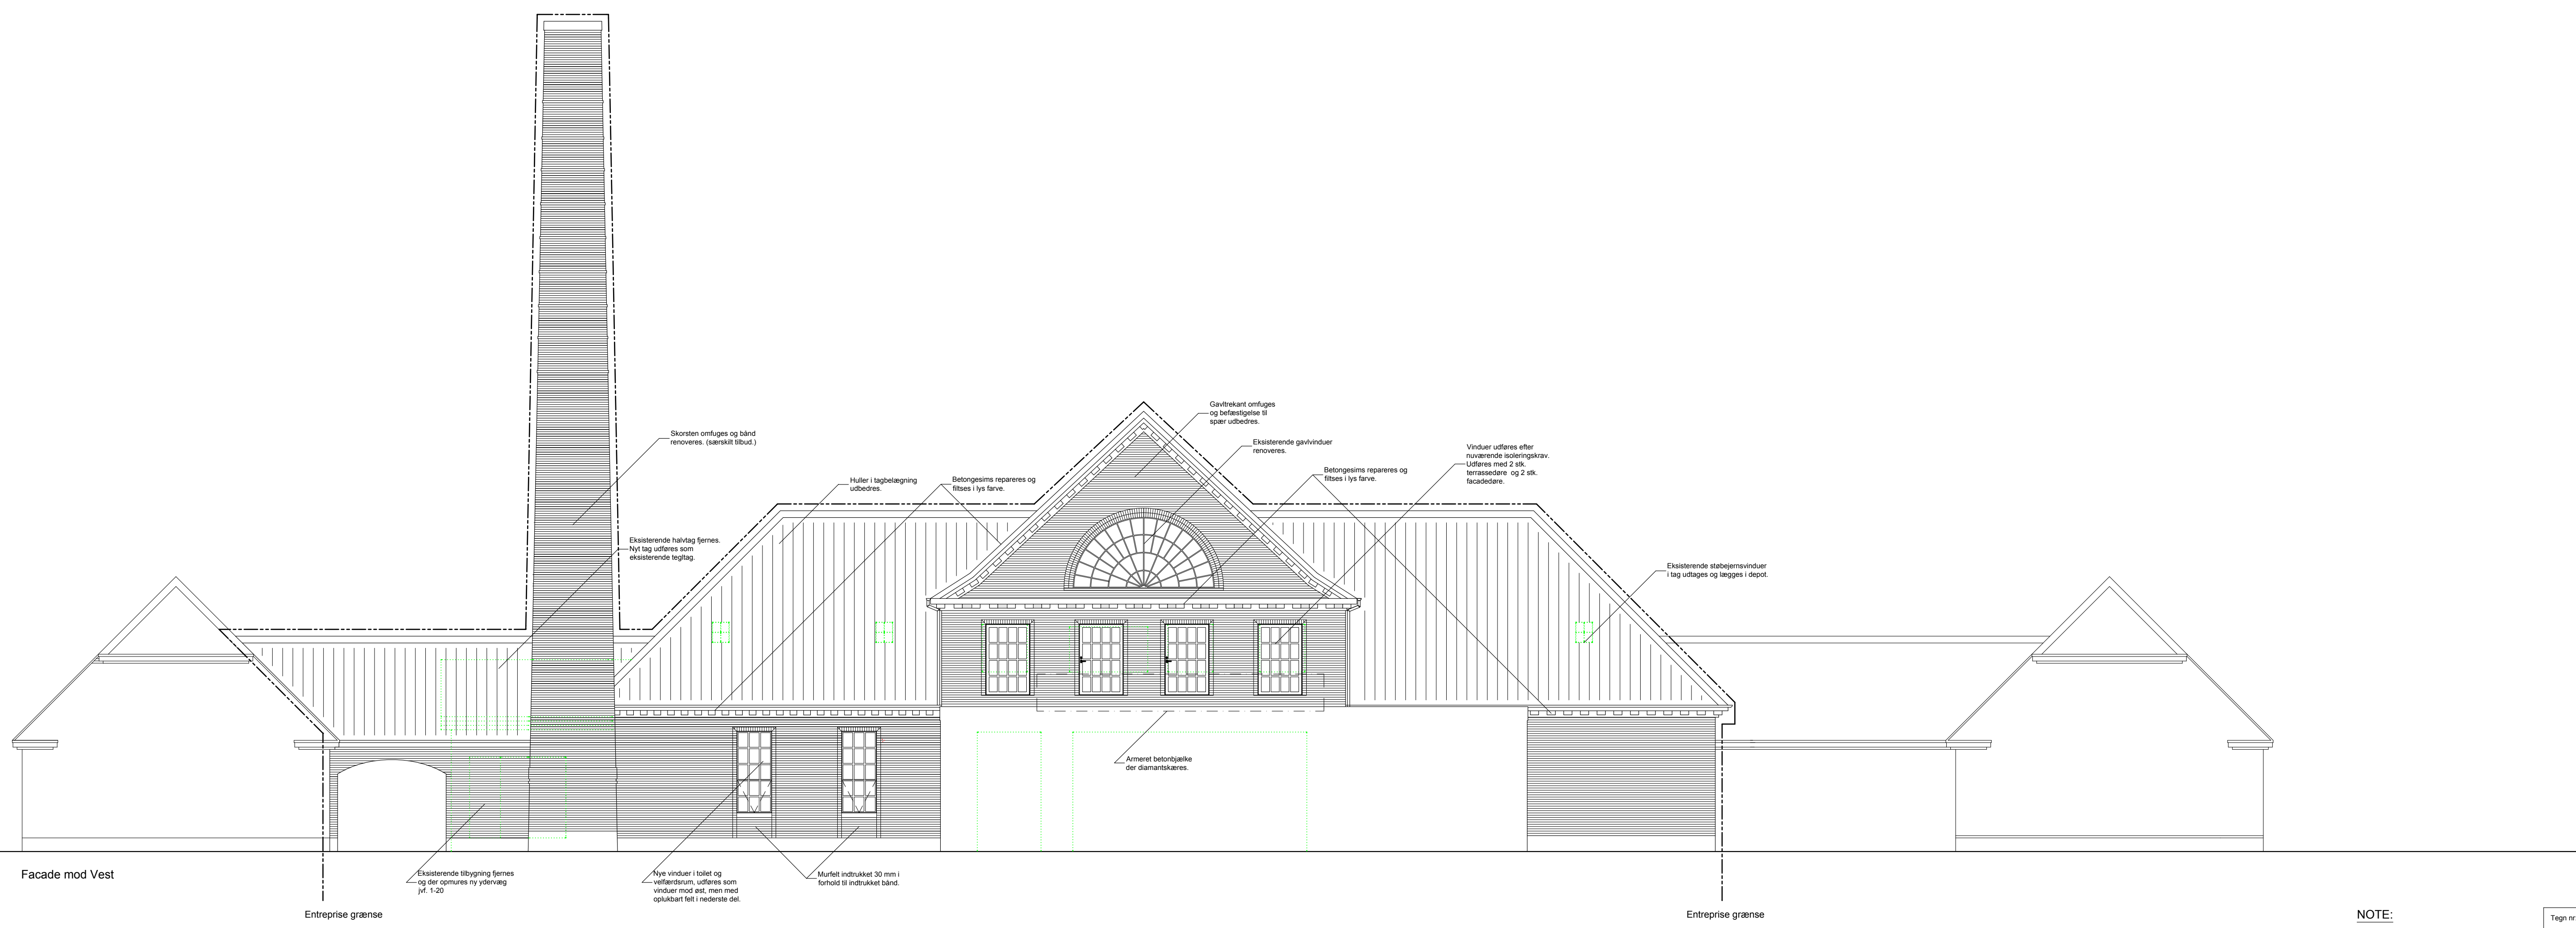 Gavltrekant omfuges
og befæstigelse til
spær udbedres.
Skorsten omfuges og bånd
renoveres. (særskilt tilbud.)
Eksisterende gavlvinduer
renoveres.
Vinduer udføres efter
nuværende isoleringskrav.
Udføres med 2 stk.
terrassedøre og 2 stk.
facadedøre.
Huller i tagbelægning
udbedres.
Betongesims repareres og
filtses i lys farve.
Betongesims repareres og
filtses i lys farve.
Eksisterende halvtag fjernes.
Nyt tag udføres som
eksisterende tegltag.
Eksisterende støbejernsvinduer
i tag udtages og lægges i depot.
Armeret betonbjælke
der diamantskæres.
Facade mod Vest
Eksisterende tilbygning fjernes
og der opmures ny ydervæg
jvf. 1-20
Nye vinduer i toilet og
velfærdsrum, udføres som
vinduer mod øst, men med
oplukbart felt i nederste del.
Murfelt indtrukket 30 mm i
forhold til indtrukket bånd.
Entreprise grænse
Entreprise grænse
NOTE:
Tegn nr